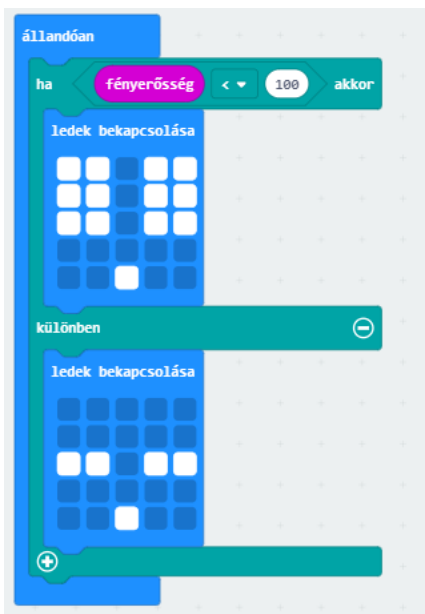 állandóan
ha fényerősség < 100 akkor
ledek bekapcsolása
különben
ledek bekapcsolása